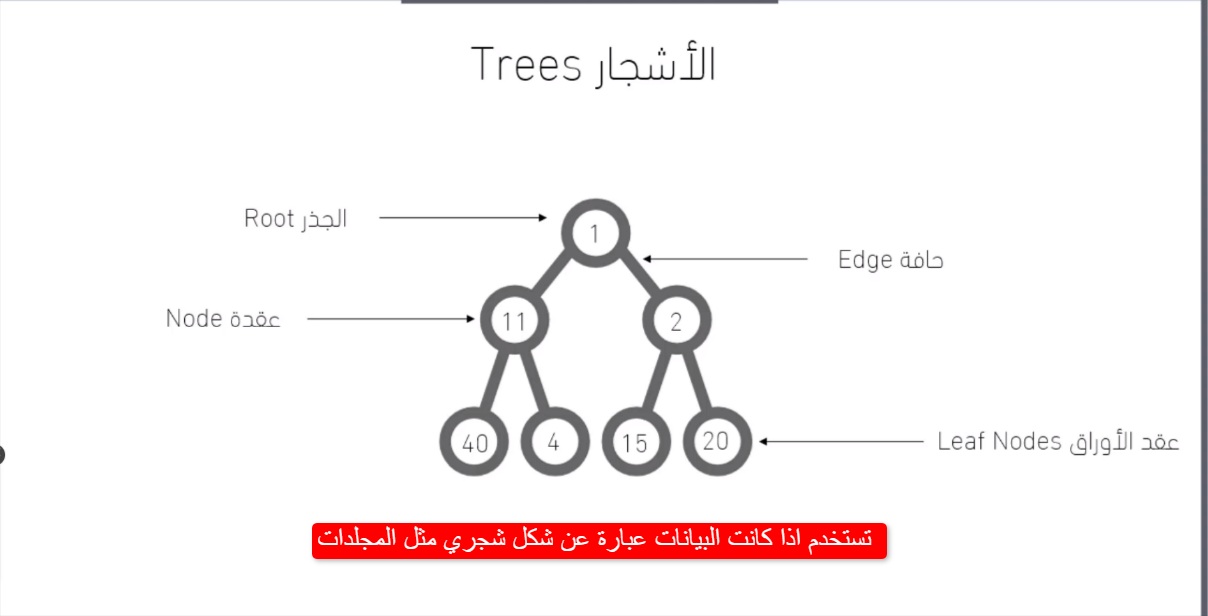 الأشجار Trees
الجذر Root
1
حافة Edge
عقدة Node
11
2
40
4
15
20
عقد الأوراق Leaf Nodes
تستخدم اذا كانت البيانات عبارة عن شكل شجري مثل المجلدات